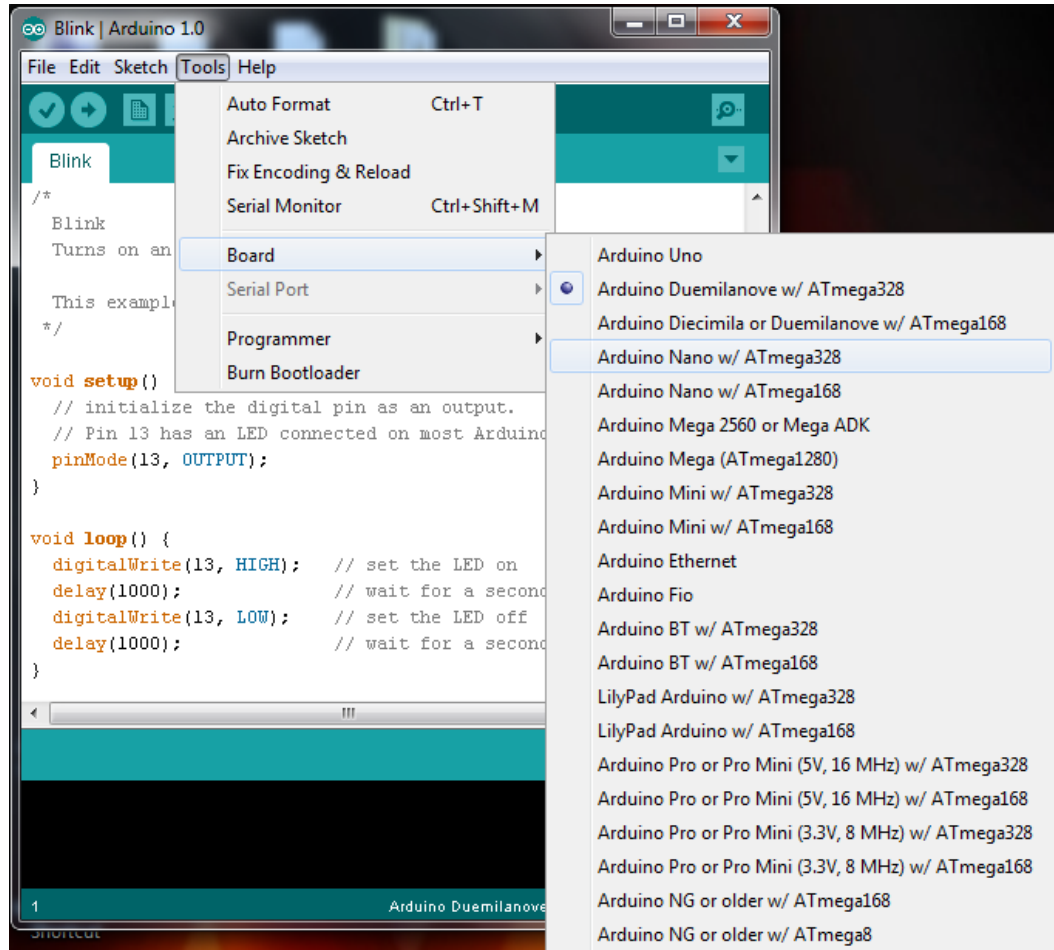 Blink | Arduino 1.0
File Edit Sketch Tools Help
Auto Format Ctrl+T
Archive Sketch
Fix Encoding & Reload
Serial Monitor Ctrl+Shift+M
Board
Serial Port
Programmer
Burn Bootloader
Arduino Uno
Arduino Duemilanove w/ ATmega328
Arduino Diecimila or Duemilanove w/ ATmega168
Arduino Nano w/ ATmega328
Arduino Nano w/ ATmega168
Arduino Mega 2560 or Mega ADK
Arduino Mega (ATmega1280)
Arduino Mini w/ ATmega328
Arduino Mini w/ ATmega168
Arduino Ethernet
Arduino Fio
Arduino BT w/ ATmega328
Arduino BT w/ ATmega168
LilyPad Arduino w/ ATmega328
LilyPad Arduino w/ ATmega168
Arduino Pro or Pro Mini (5V, 16 MHz) w/ ATmega328
Arduino Pro or Pro Mini (5V, 16 MHz) w/ ATmega168
Arduino Pro or Pro Mini (3.3V, 8 MHz) w/ ATmega328
Arduino Pro or Pro Mini (3.3V, 8 MHz) w/ ATmega168
Arduino NG or older w/ ATmega168
Arduino NG or older w/ ATmega8
Blink
/*
Blink
Turns on an
This exampl
*/
void setup()
// initialize the digital pin as an output.
// Pin 13 has an LED connected on most Arduino
pinMode(13, OUTPUT);
}
void loop() {
digitalWrite(13, HIGH); // set the LED on
delay(1000); // wait for a second
digitalWrite(13, LOW); // set the LED off
delay(1000); // wait for a second
}
1 Arduino Duemilanove